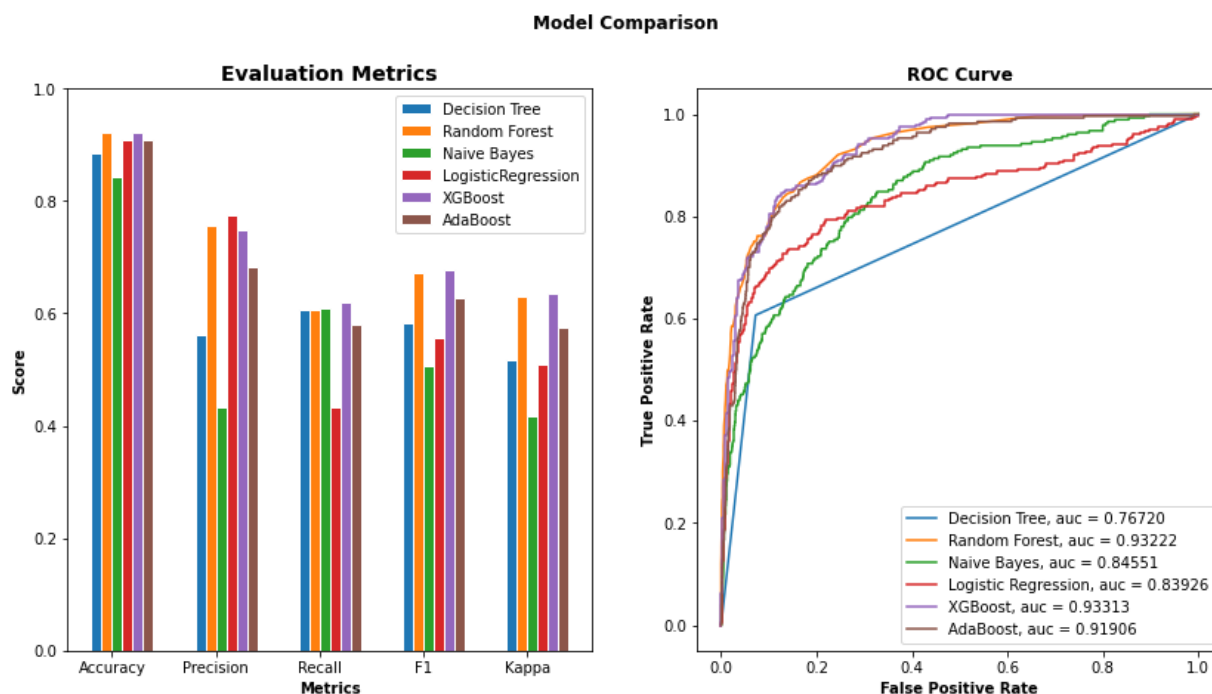 Model Comparison
Evaluation Metrics
1.0
0.8
0.6
0.4
0.2
0.0
Score
Decision Tree
Random Forest
Naive Bayes
LogisticRegression
XGBoost
AdaBoost
Accuracy Precision Recall F1 Kappa
Metrics
ROC Curve
1.0
0.8
0.6
0.4
0.2
0.0
True Positive Rate
Decision Tree, auc = 0.76720
Random Forest, auc = 0.93222
Naive Bayes, auc = 0.84551
Logistic Regression, auc = 0.83926
XGBoost, auc = 0.93313
AdaBoost, auc = 0.91906
0.0 0.2 0.4 0.6 0.8 1.0
False Positive Rate